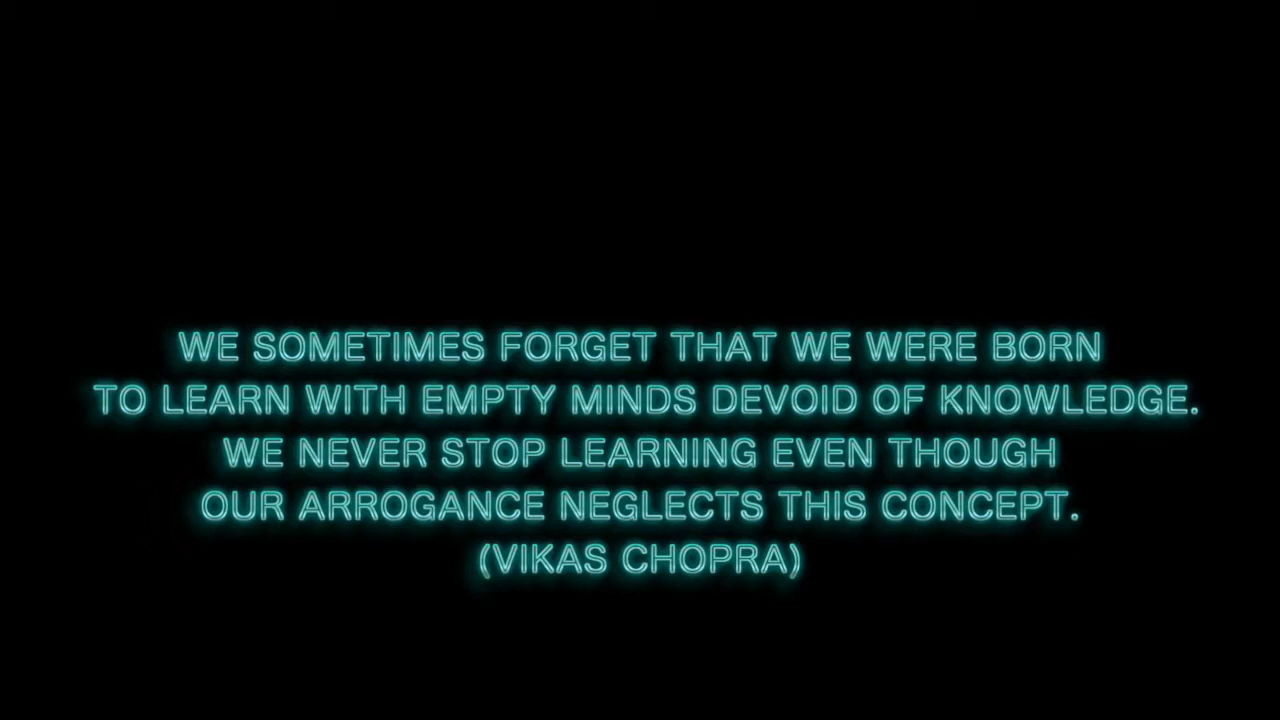 WE SOMETIMES FORGET THAT WE WERE BORN
TO LEARN WITH EMPTY MINDS DEVOID OF KNOWLEDGE.
WE NEVER STOP LEARNING EVEN THOUGH
OUR ARROGANCE NEGLECTS THIS CONCEPT.
(VIKAS CHOPRA)